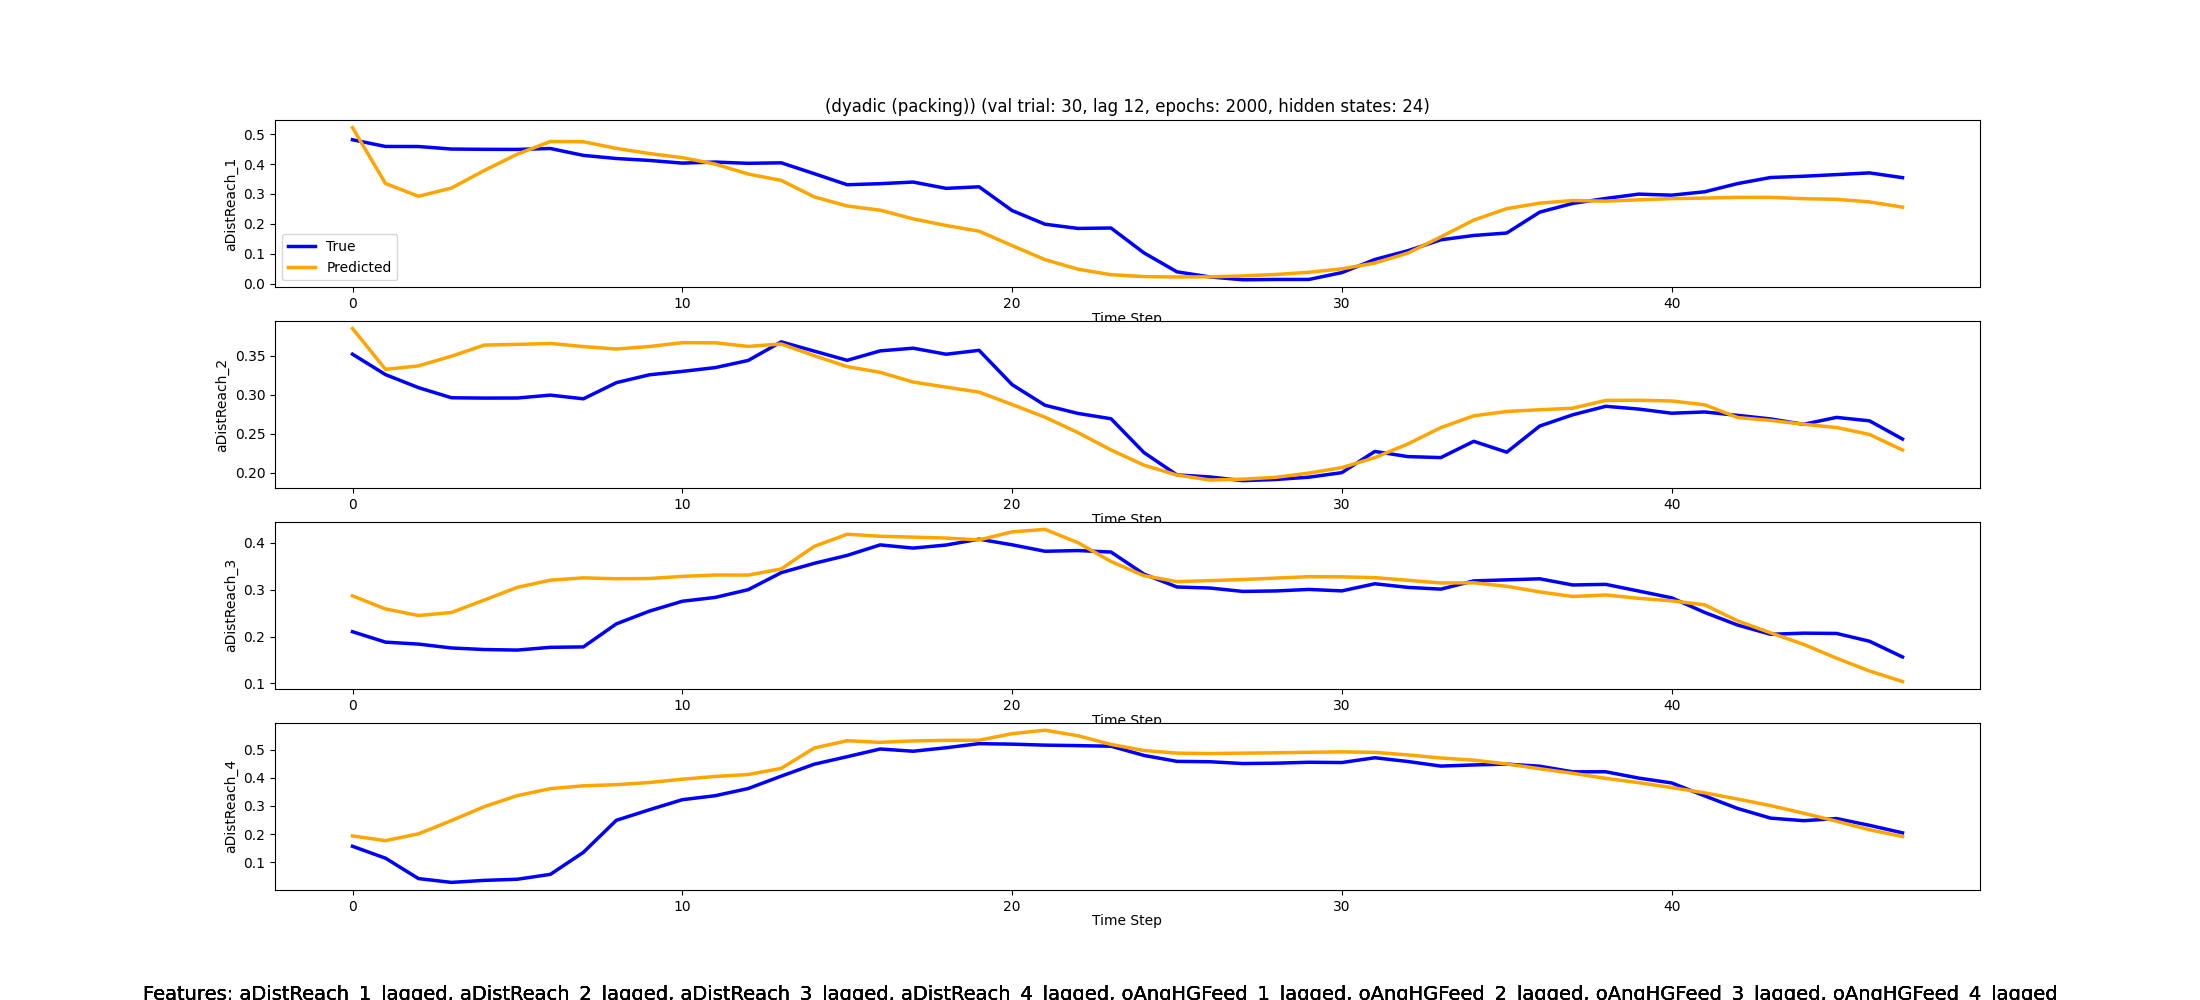 (dyadic (packing)) (val trial: 30, lag 12, epochs: 2000, hidden states: 24)
0.5
0.4
0.3
0.2
0.1
0.0
aDistReach_1
True
Predicted
0 10 20 30 40
Time Step
0.35
0.30
0.25
0.20
aDistReach_2
0 10 20 30 40
Time Step
0.4
0.3
0.2
0.1
aDistReach_3
0 10 20 30 40
Time Step
0.5
0.4
0.3
0.2
0.1
aDistReach_4
0 10 20 30 40
Time Step
Features: aDistReach_1_lagged, aDistReach_2_lagged, aDistReach_3_lagged, aDistReach_4_lagged, oAngHGFeed_1_lagged, oAngHGFeed_2_lagged, oAngHGFeed_3_lagged, oAngHGFeed_4_lagged